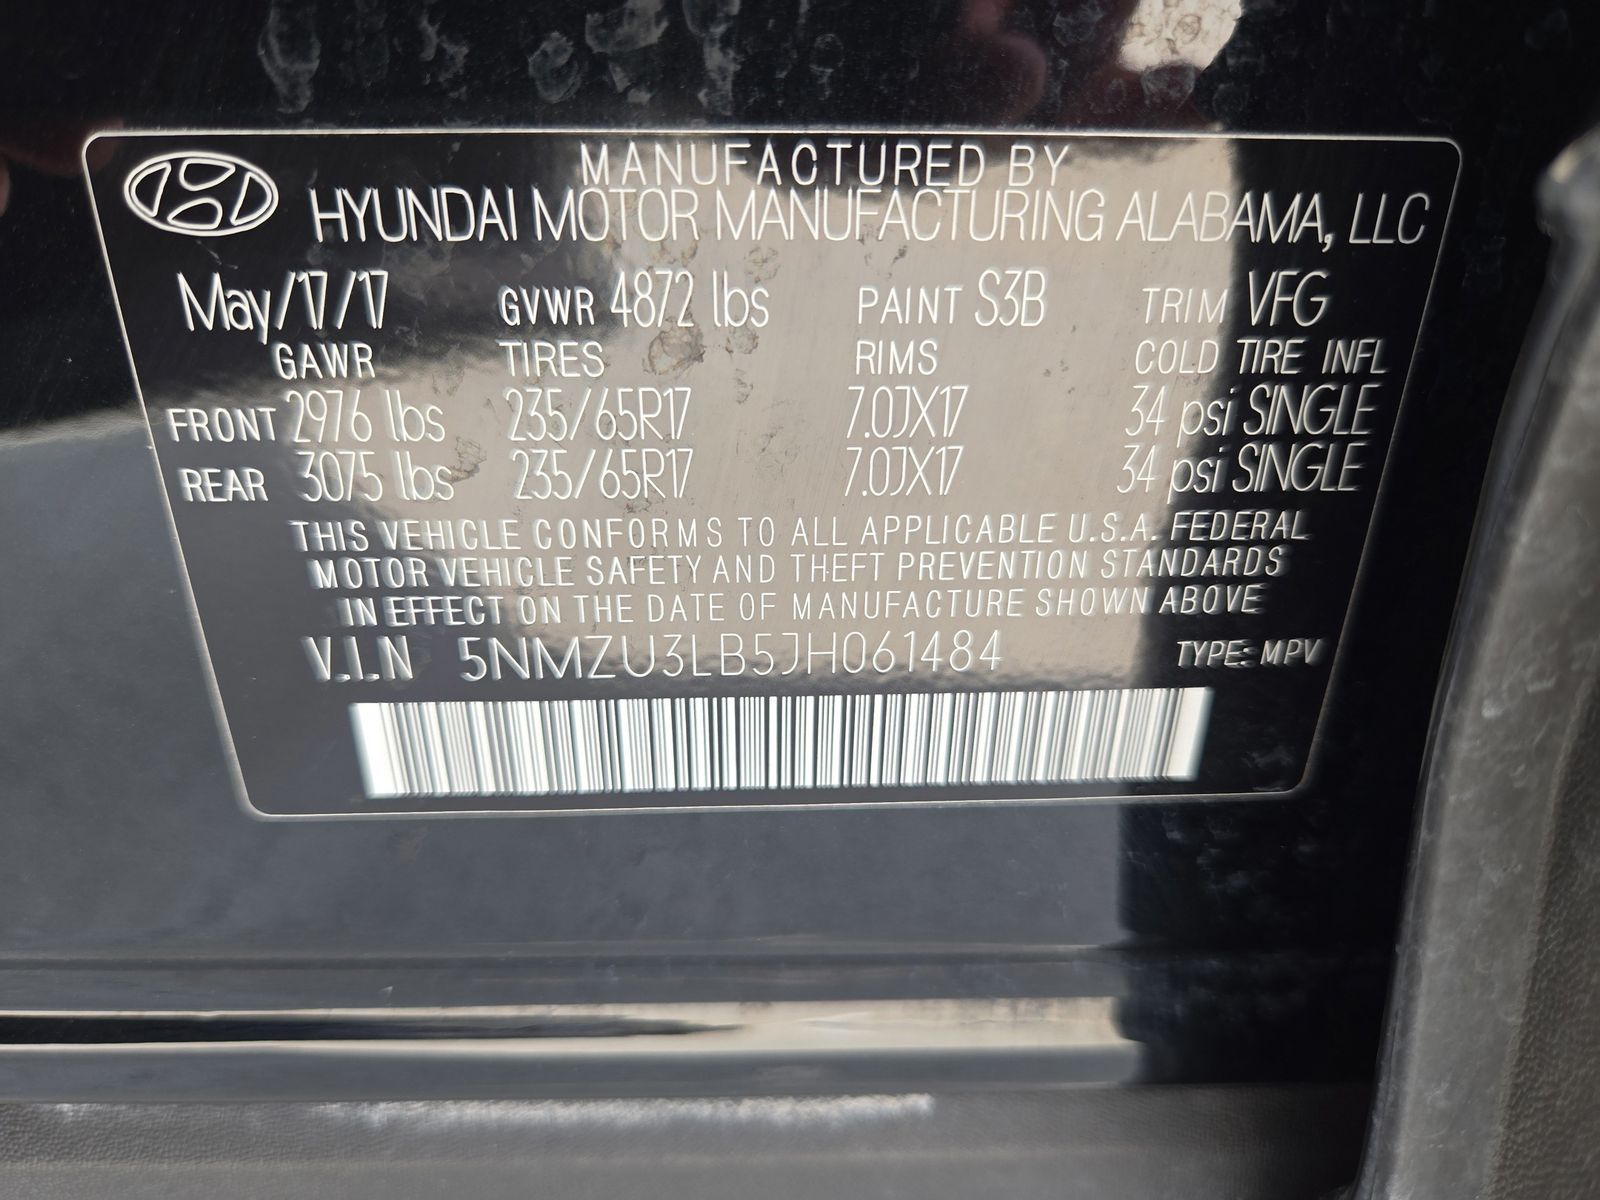 MANUFACTURED BY
HYUNDAI MOTOR MANUFACTURING ALABAMA, LLC
May/17/17 GVWR 4872 lbs PAINT S3B TRIM VFG
GAWR TIRES RIMS COLD TIRE INFL
FRONT 2976 lbs 235/65R17 7.0JX17 34 psi SINGLE
REAR 3075 lbs 235/65R17 7.0JX17 34 psi SINGLE
THIS VEHICLE CONFORMS TO ALL APPLICABLE U.S.A. FEDERAL
MOTOR VEHICLE SAFETY AND THEFT PREVENTION STANDARDS
IN EFFECT ON THE DATE OF MANUFACTURE SHOWN ABOVE
V.I.N 5NMZU3LB5JH061484 TYPE: MPV